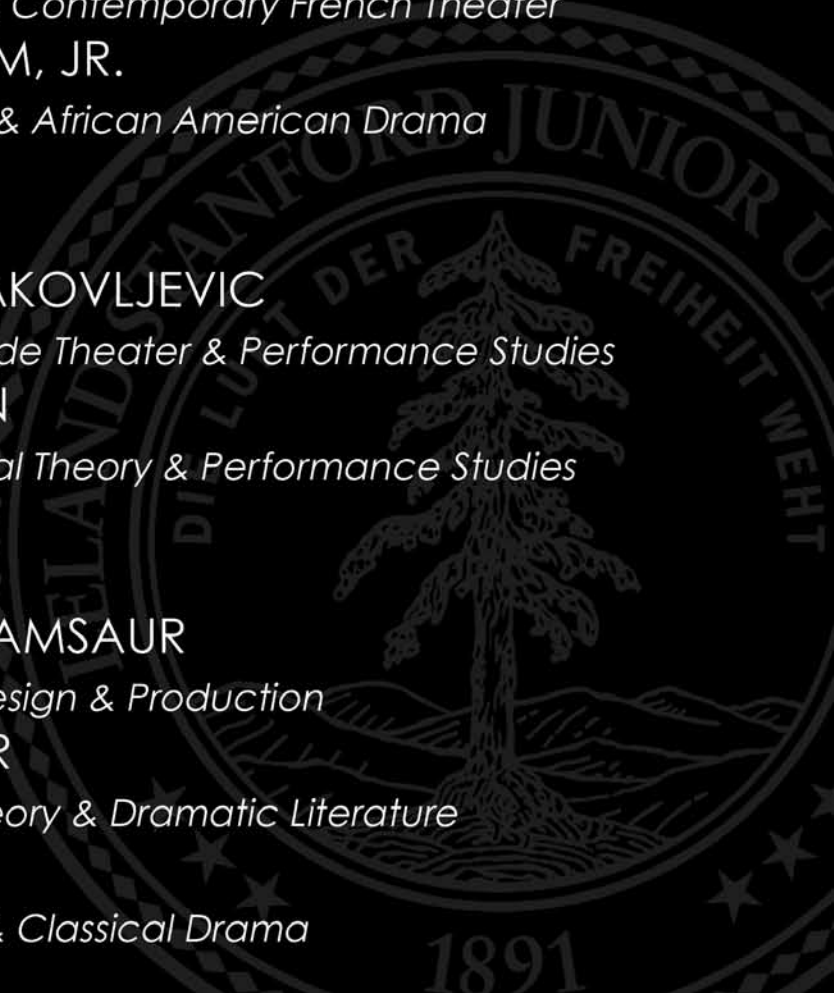 Contemporary French Theater
M, JR.
& African American Drama
AKOVLJEVIC
de Theater & Performance Studies
N
al Theory & Performance Studies
AMSAUR
esign & Production
R
eory & Dramatic Literature
& Classical Drama
LELAND STANFORD JUNIOR UN
DIE LUFT DER FREIHEIT WEHT
1891